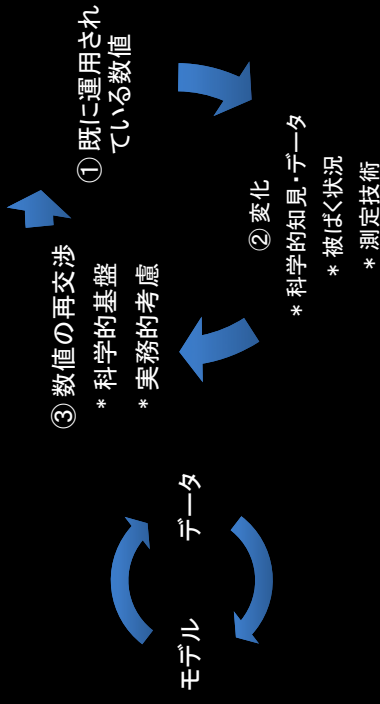 モデル
データ
① 既に運用され
ている数値
② 変化
* 科学的知見・データ
* 被ばく状況
* 測定技術
③ 数値の再交渉
* 科学的基盤
* 実務的考慮